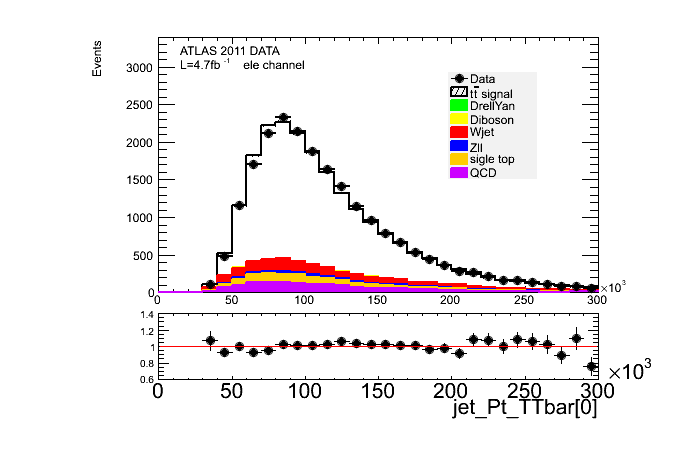 Events
ATLAS 2011 DATA
L=4.7fb⁻¹ ele channel
3000
2500
2000
1500
1000
500
0
Data
tt̄ signal
DrellYan
Diboson
Wjet
Zll
sigle top
QCD
0 50 100 150 200 250 300
×10³
1.4
1.2
1
0.8
0.6
0 50 100 150 200 250 300
×10³
jet_Pt_TTbar[0]